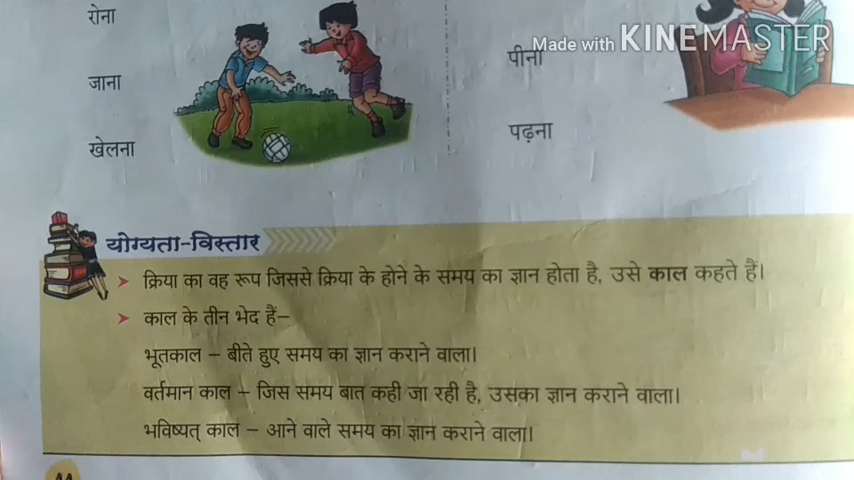 रोना
जाना
खेलना
Made with KINEMASTER
पीना
पढ़ना
योग्यता-विस्तार
➤ क्रिया का वह रूप जिससे क्रिया के होने के समय का ज्ञान होता है, उसे काल कहते हैं।
➤ काल के तीन भेद हैं–
भूतकाल – बीते हुए समय का ज्ञान कराने वाला।
वर्तमान काल – जिस समय बात कही जा रही है, उसका ज्ञान कराने वाला।
भविष्यत् काल – आने वाले समय का ज्ञान कराने वाला।